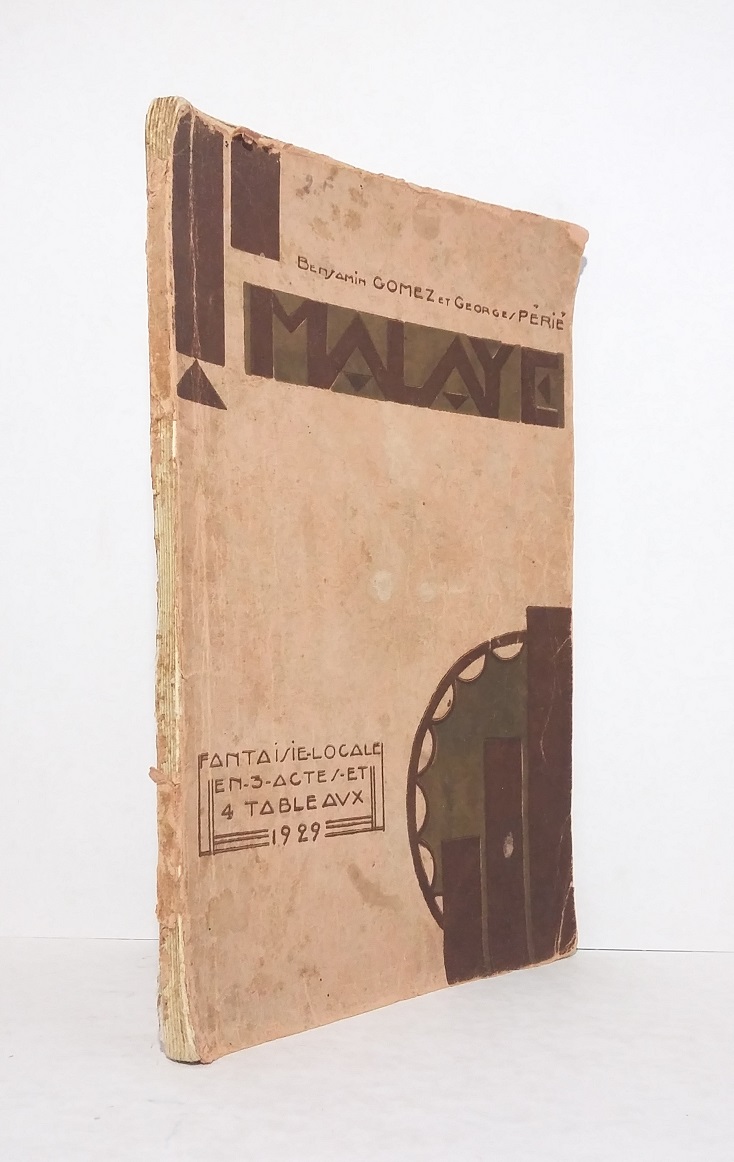 Benjamin GOMEZ ET GEORGES PÉRIÉ
MALAYE
FANTAISIE-LOCALE
EN-3-ACTES-ET
4 TABLEAUX
1929